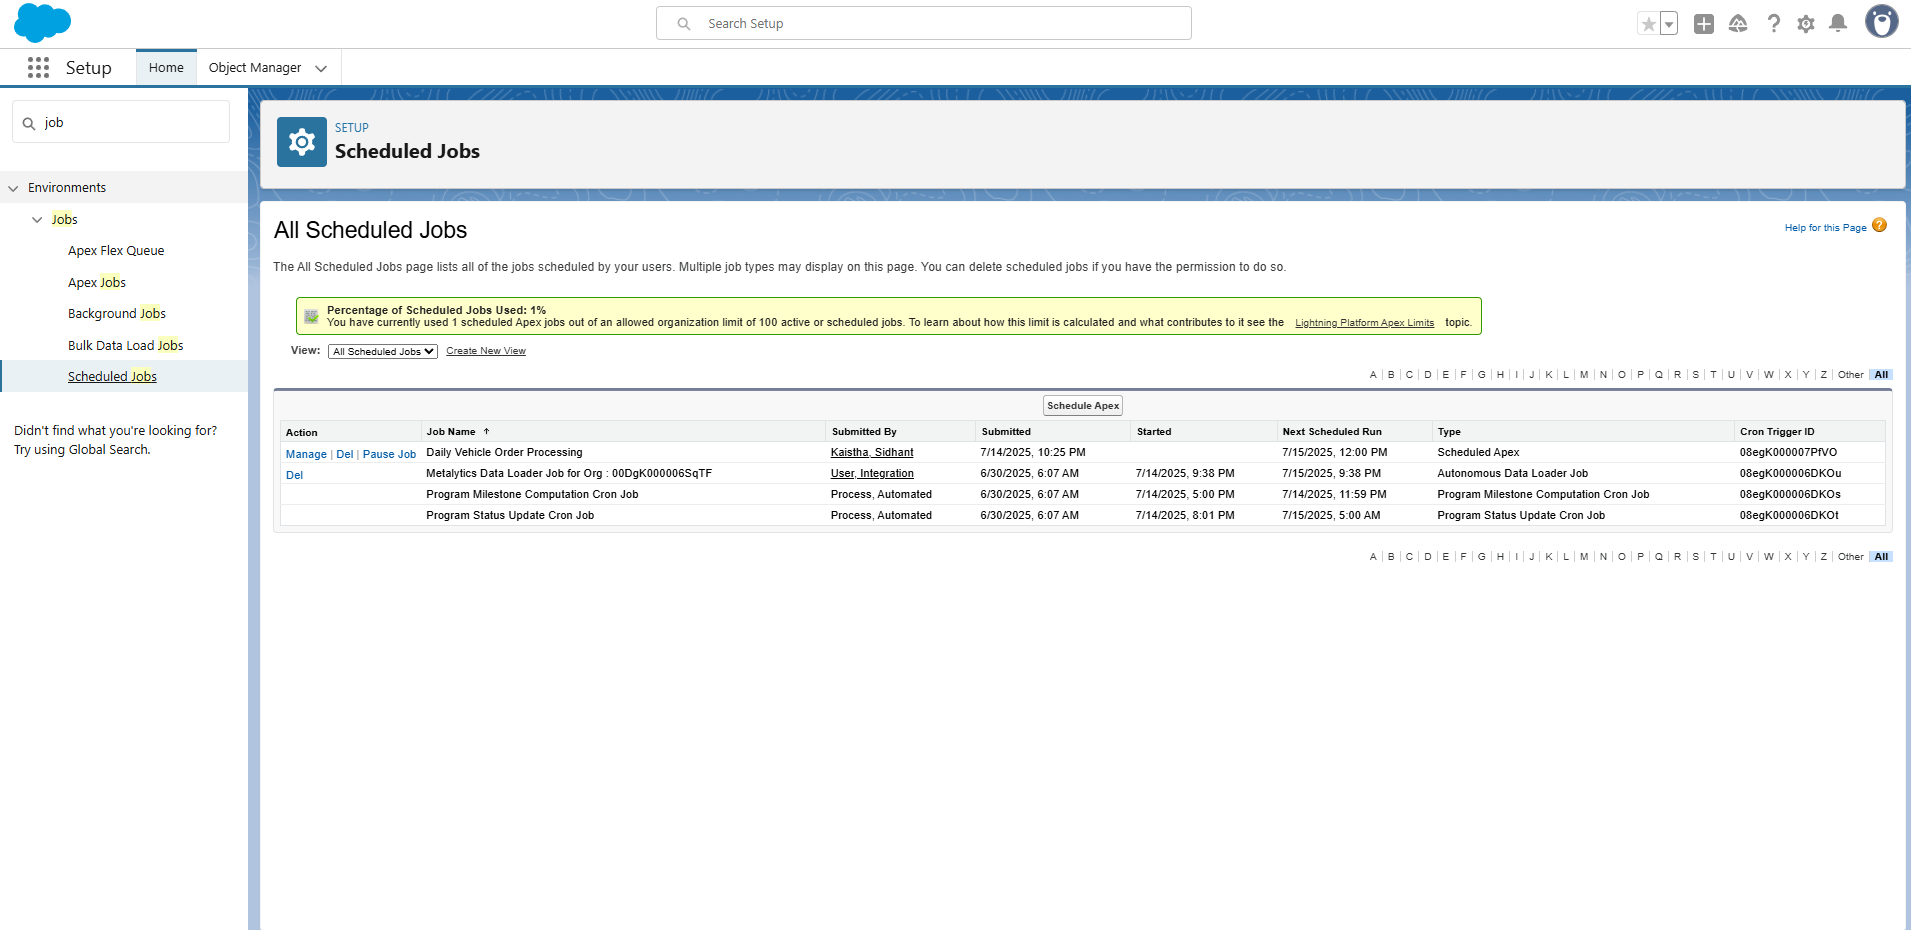 Search Setup
Setup
Home
Object Manager
job
Environments
Jobs
Apex Flex Queue
Apex Jobs
Background Jobs
Bulk Data Load Jobs
Scheduled Jobs
Didn't find what you're looking for?
Try using Global Search.
SETUP
Scheduled Jobs
All Scheduled Jobs
Help for this Page ?
The All Scheduled Jobs page lists all of the jobs scheduled by your users. Multiple job types may display on this page. You can delete scheduled jobs if you have the permission to do so.
Percentage of Scheduled Jobs Used: 1%
You have currently used 1 scheduled Apex jobs out of an allowed organization limit of 100 active or scheduled jobs. To learn about how this limit is calculated and what contributes to it see the Lightning Platform Apex Limits topic.
View: All Scheduled Jobs Create New View
A | B | C | D | E | F | G | H | I | J | K | L | M | N | O | P | Q | R | S | T | U | V | W | X | Y | Z | Other All
Schedule Apex
Action Job Name ↑ Submitted By Submitted Started Next Scheduled Run Type Cron Trigger ID
Manage | Del | Pause Job Daily Vehicle Order Processing Kaistha, Sidhant 7/14/2025, 10:25 PM 7/15/2025, 12:00 PM Scheduled Apex 08egK000007PfVO
Del Metalytics Data Loader Job for Org : 00DgK000006SqTF User, Integration 6/30/2025, 6:07 AM 7/14/2025, 9:38 PM 7/15/2025, 9:38 PM Autonomous Data Loader Job 08egK000006DKOu
Program Milestone Computation Cron Job Process, Automated 6/30/2025, 6:07 AM 7/14/2025, 5:00 PM 7/14/2025, 11:59 PM Program Milestone Computation Cron Job 08egK000006DKOs
Program Status Update Cron Job Process, Automated 6/30/2025, 6:07 AM 7/14/2025, 8:01 PM 7/15/2025, 5:00 AM Program Status Update Cron Job 08egK000006DKOt
A | B | C | D | E | F | G | H | I | J | K | L | M | N | O | P | Q | R | S | T | U | V | W | X | Y | Z | Other All